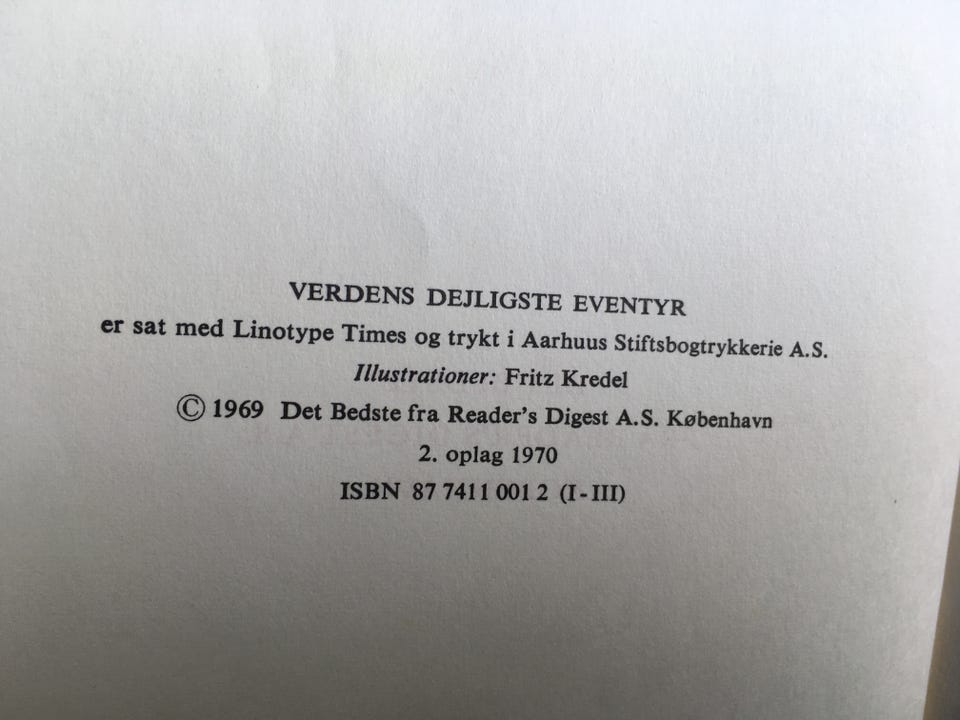 VERDENS DEJLIGSTE EVENTYR
er sat med Linotype Times og trykt i Aarhuus Stiftsbogtrykkerie A.S.
Illustrationer: Fritz Kredel
© 1969 Det Bedste fra Reader's Digest A.S. København
2. oplag 1970
ISBN 87 7411 001 2 (I-III)